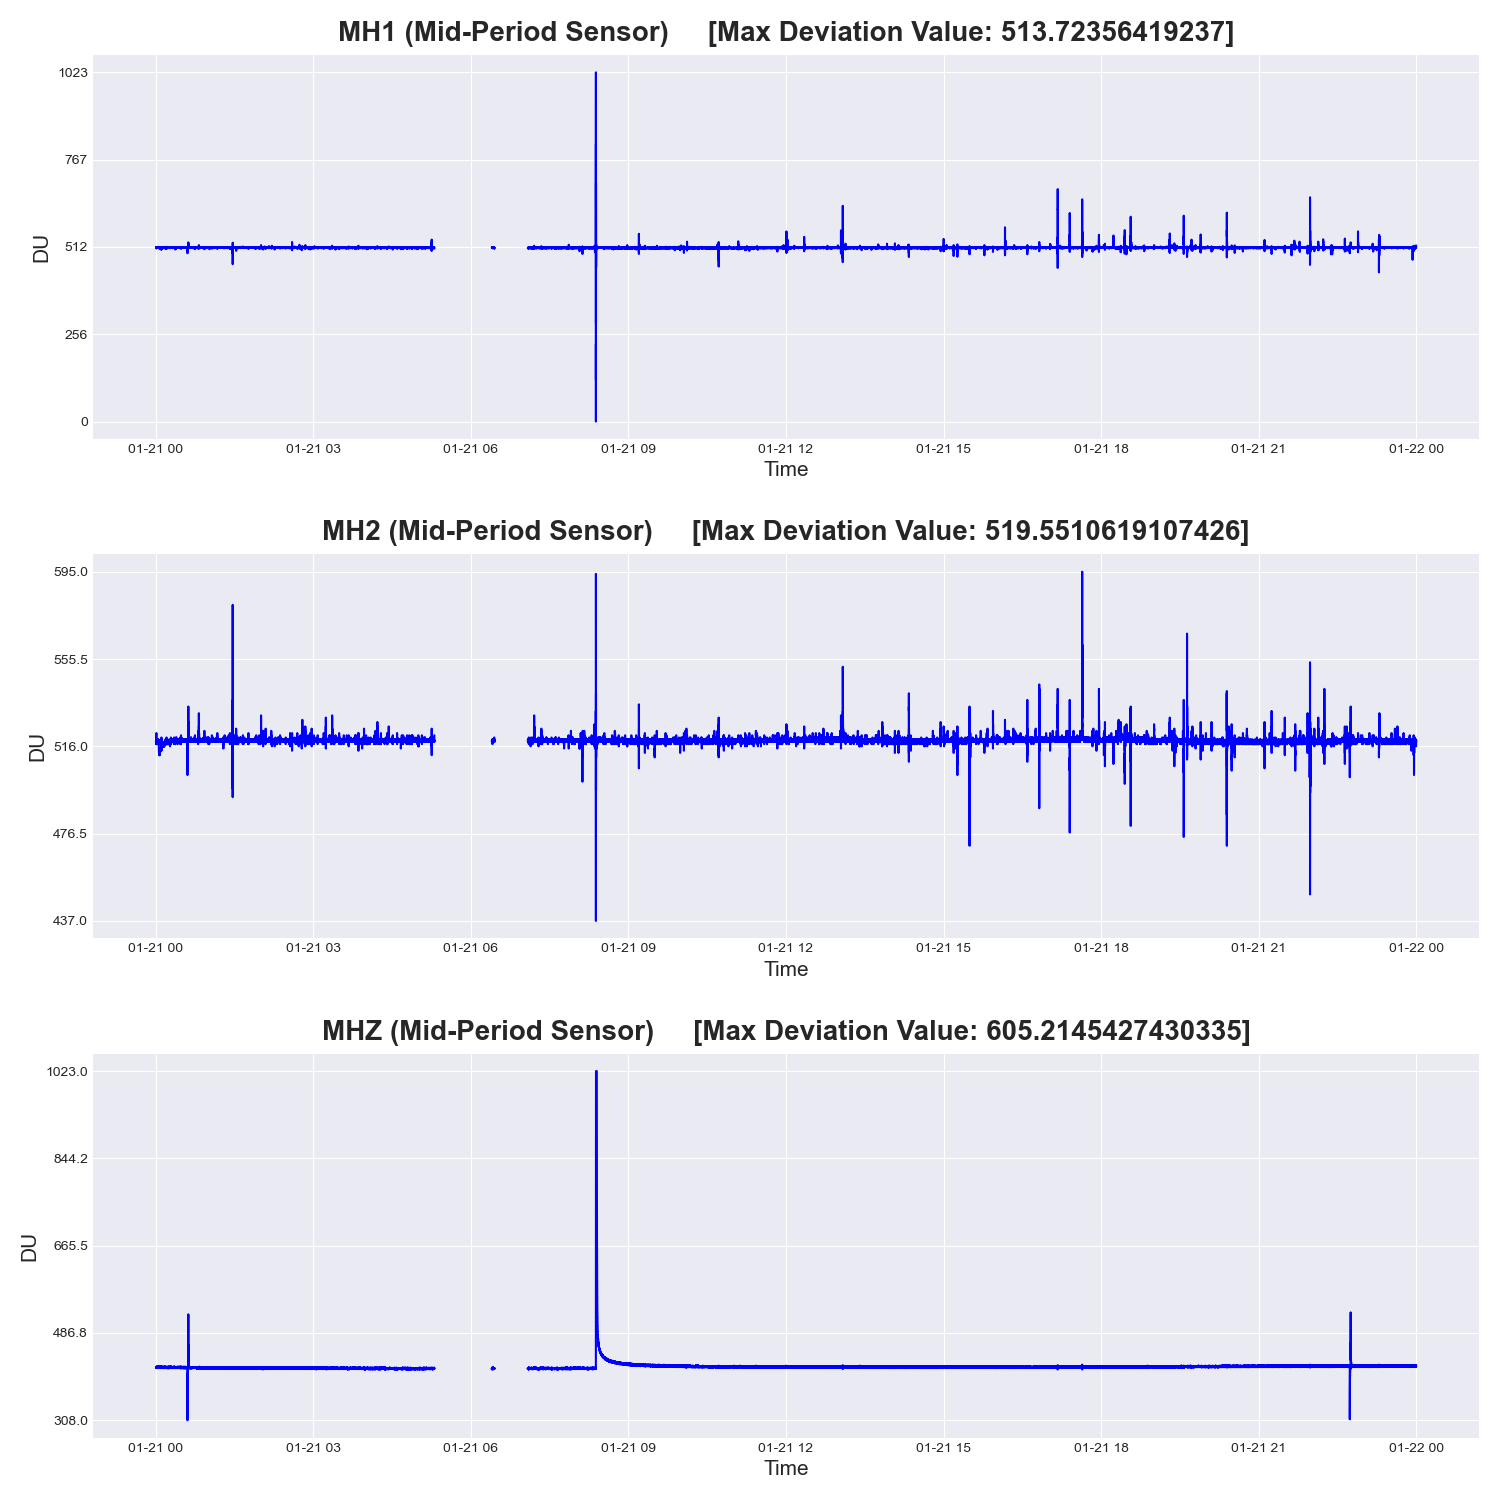 MH1 (Mid-Period Sensor) [Max Deviation Value: 513.72356419237]
1023
767
512
256
0
DU
01-21 00 01-21 03 01-21 06 01-21 09 01-21 12 01-21 15 01-21 18 01-21 21 01-22 00
Time
MH2 (Mid-Period Sensor) [Max Deviation Value: 519.5510619107426]
595.0
555.5
516.0
476.5
437.0
DU
01-21 00 01-21 03 01-21 06 01-21 09 01-21 12 01-21 15 01-21 18 01-21 21 01-22 00
Time
MHZ (Mid-Period Sensor) [Max Deviation Value: 605.2145427430335]
1023.0
844.2
665.5
486.8
308.0
DU
01-21 00 01-21 03 01-21 06 01-21 09 01-21 12 01-21 15 01-21 18 01-21 21 01-22 00
Time